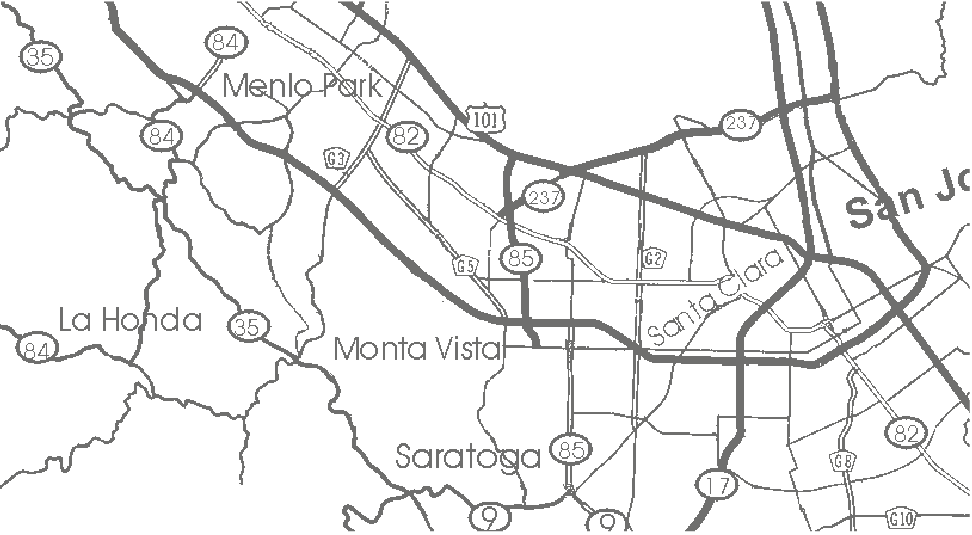 84
35
Menlo Park
101
237
84
82
G3
237
San Jo
85
G5
G2
Santa Clara
La Honda
35
84
Monta Vista
82
Saratoga
85
G8
17
9
9
G10